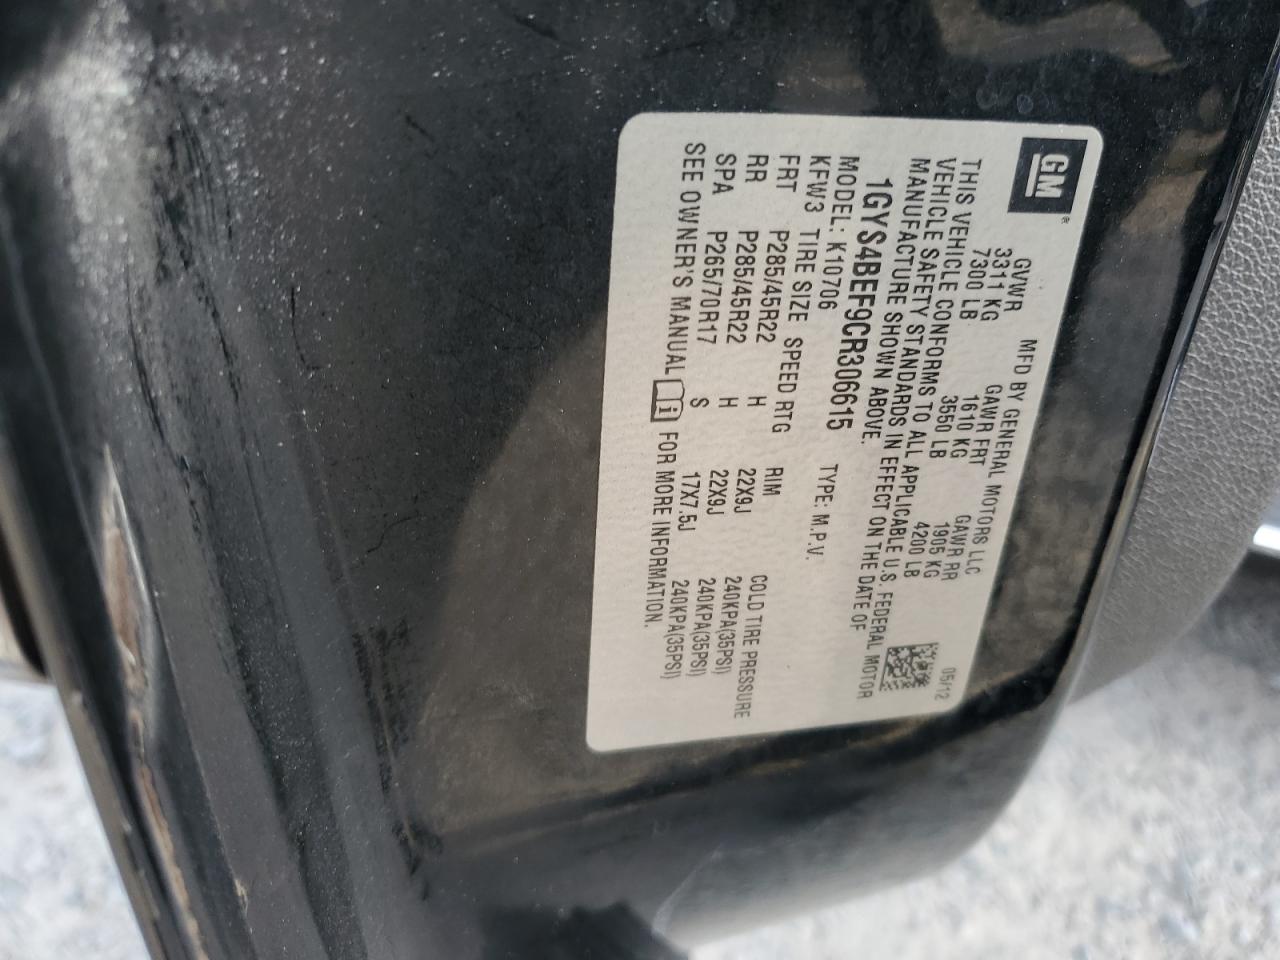 GM®
MFD BY GENERAL MOTORS LLC 05/12
GVWR GAWR FRT GAWR RR
3311 KG 1610 KG 1905 KG
7300 LB 3550 LB 4200 LB
THIS VEHICLE CONFORMS TO ALL APPLICABLE U.S. FEDERAL MOTOR
VEHICLE SAFETY STANDARDS IN EFFECT ON THE DATE OF
MANUFACTURE SHOWN ABOVE.
1GYS4BEF9CR306615 TYPE: M.P.V.
MODEL: K10706
KFW3 TIRE SIZE SPEED RTG RIM COLD TIRE PRESSURE
FRT P285/45R22 H 22X9J 240KPA(35PSI)
RR P285/45R22 H 22X9J 240KPA(35PSI)
SPA P265/70R17 S 17X7.5J 240KPA(35PSI)
SEE OWNER'S MANUAL FOR MORE INFORMATION.